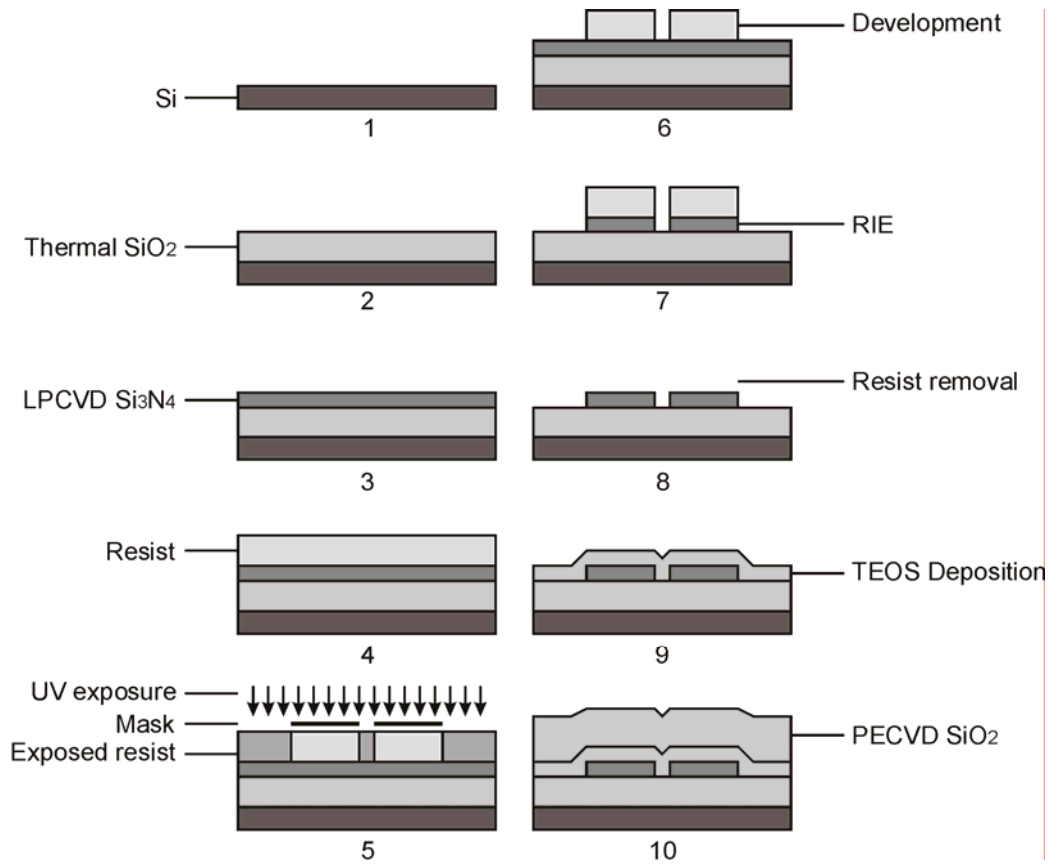 Si
1
Thermal SiO2
2
LPCVD Si3N4
3
Resist
4
UV exposure
Mask
Exposed resist
5
Development
6
RIE
7
Resist removal
8
TEOS Deposition
9
PECVD SiO2
10